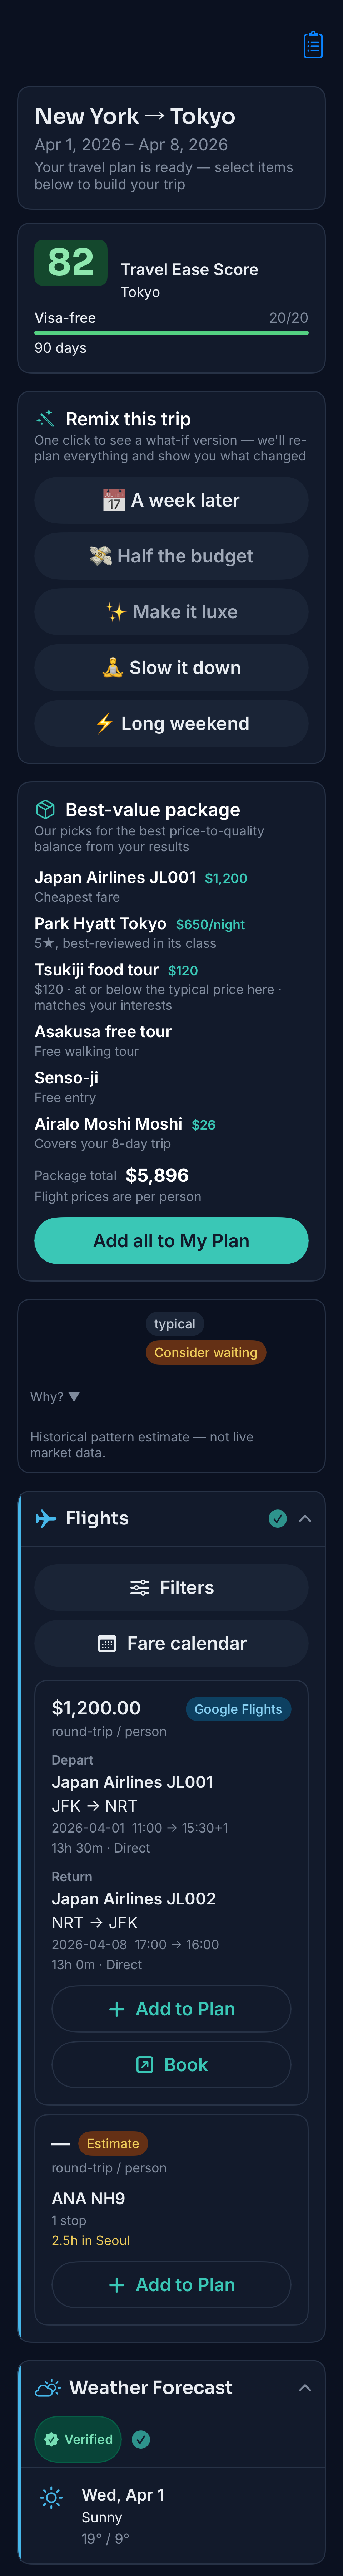 New York → Tokyo
Apr 1, 2026 – Apr 8, 2026
Your travel plan is ready — select items
below to build your trip
82
Travel Ease Score
Tokyo
Visa-free 20/20
90 days
Remix this trip
One click to see a what-if version — we'll re-
plan everything and show you what changed
17
A week later
Half the budget
Make it luxe
Slow it down
Long weekend
Best-value package
Our picks for the best price-to-quality
balance from your results
Japan Airlines JL001 $1,200
Cheapest fare
Park Hyatt Tokyo $650/night
5★, best-reviewed in its class
Tsukiji food tour $120
$120 · at or below the typical price here ·
matches your interests
Asakusa free tour
Free walking tour
Senso-ji
Free entry
Airalo Moshi Moshi $26
Covers your 8-day trip
Package total $5,896
Flight prices are per person
Add all to My Plan
typical
Consider waiting
Why? ▼
Historical pattern estimate — not live
market data.
Flights
Filters
Fare calendar
$1,200.00 Google Flights
round-trip / person
Depart
Japan Airlines JL001
JFK → NRT
2026-04-01 11:00 → 15:30+1
13h 30m · Direct
Return
Japan Airlines JL002
NRT → JFK
2026-04-08 17:00 → 16:00
13h 0m · Direct
+ Add to Plan
Book
— Estimate
round-trip / person
ANA NH9
1 stop
2.5h in Seoul
+ Add to Plan
Weather Forecast
Verified
Wed, Apr 1
Sunny
19° / 9°